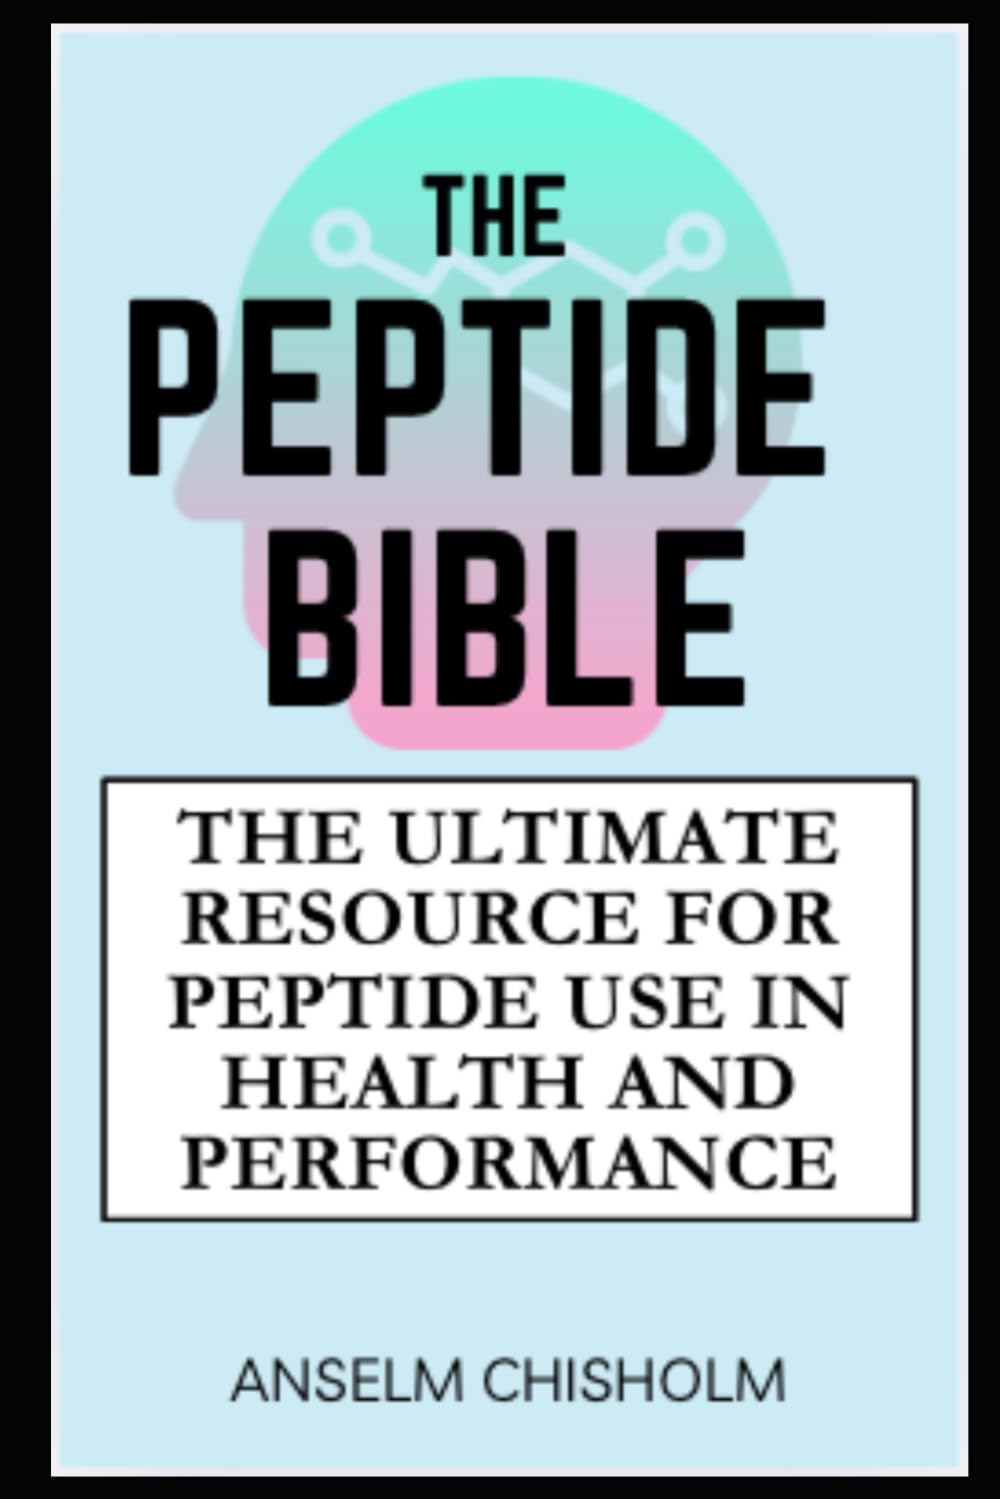 THE
PEPTIDE
BIBLE
THE ULTIMATE
RESOURCE FOR
PEPTIDE USE IN
HEALTH AND
PERFORMANCE
ANSELM CHISHOLM